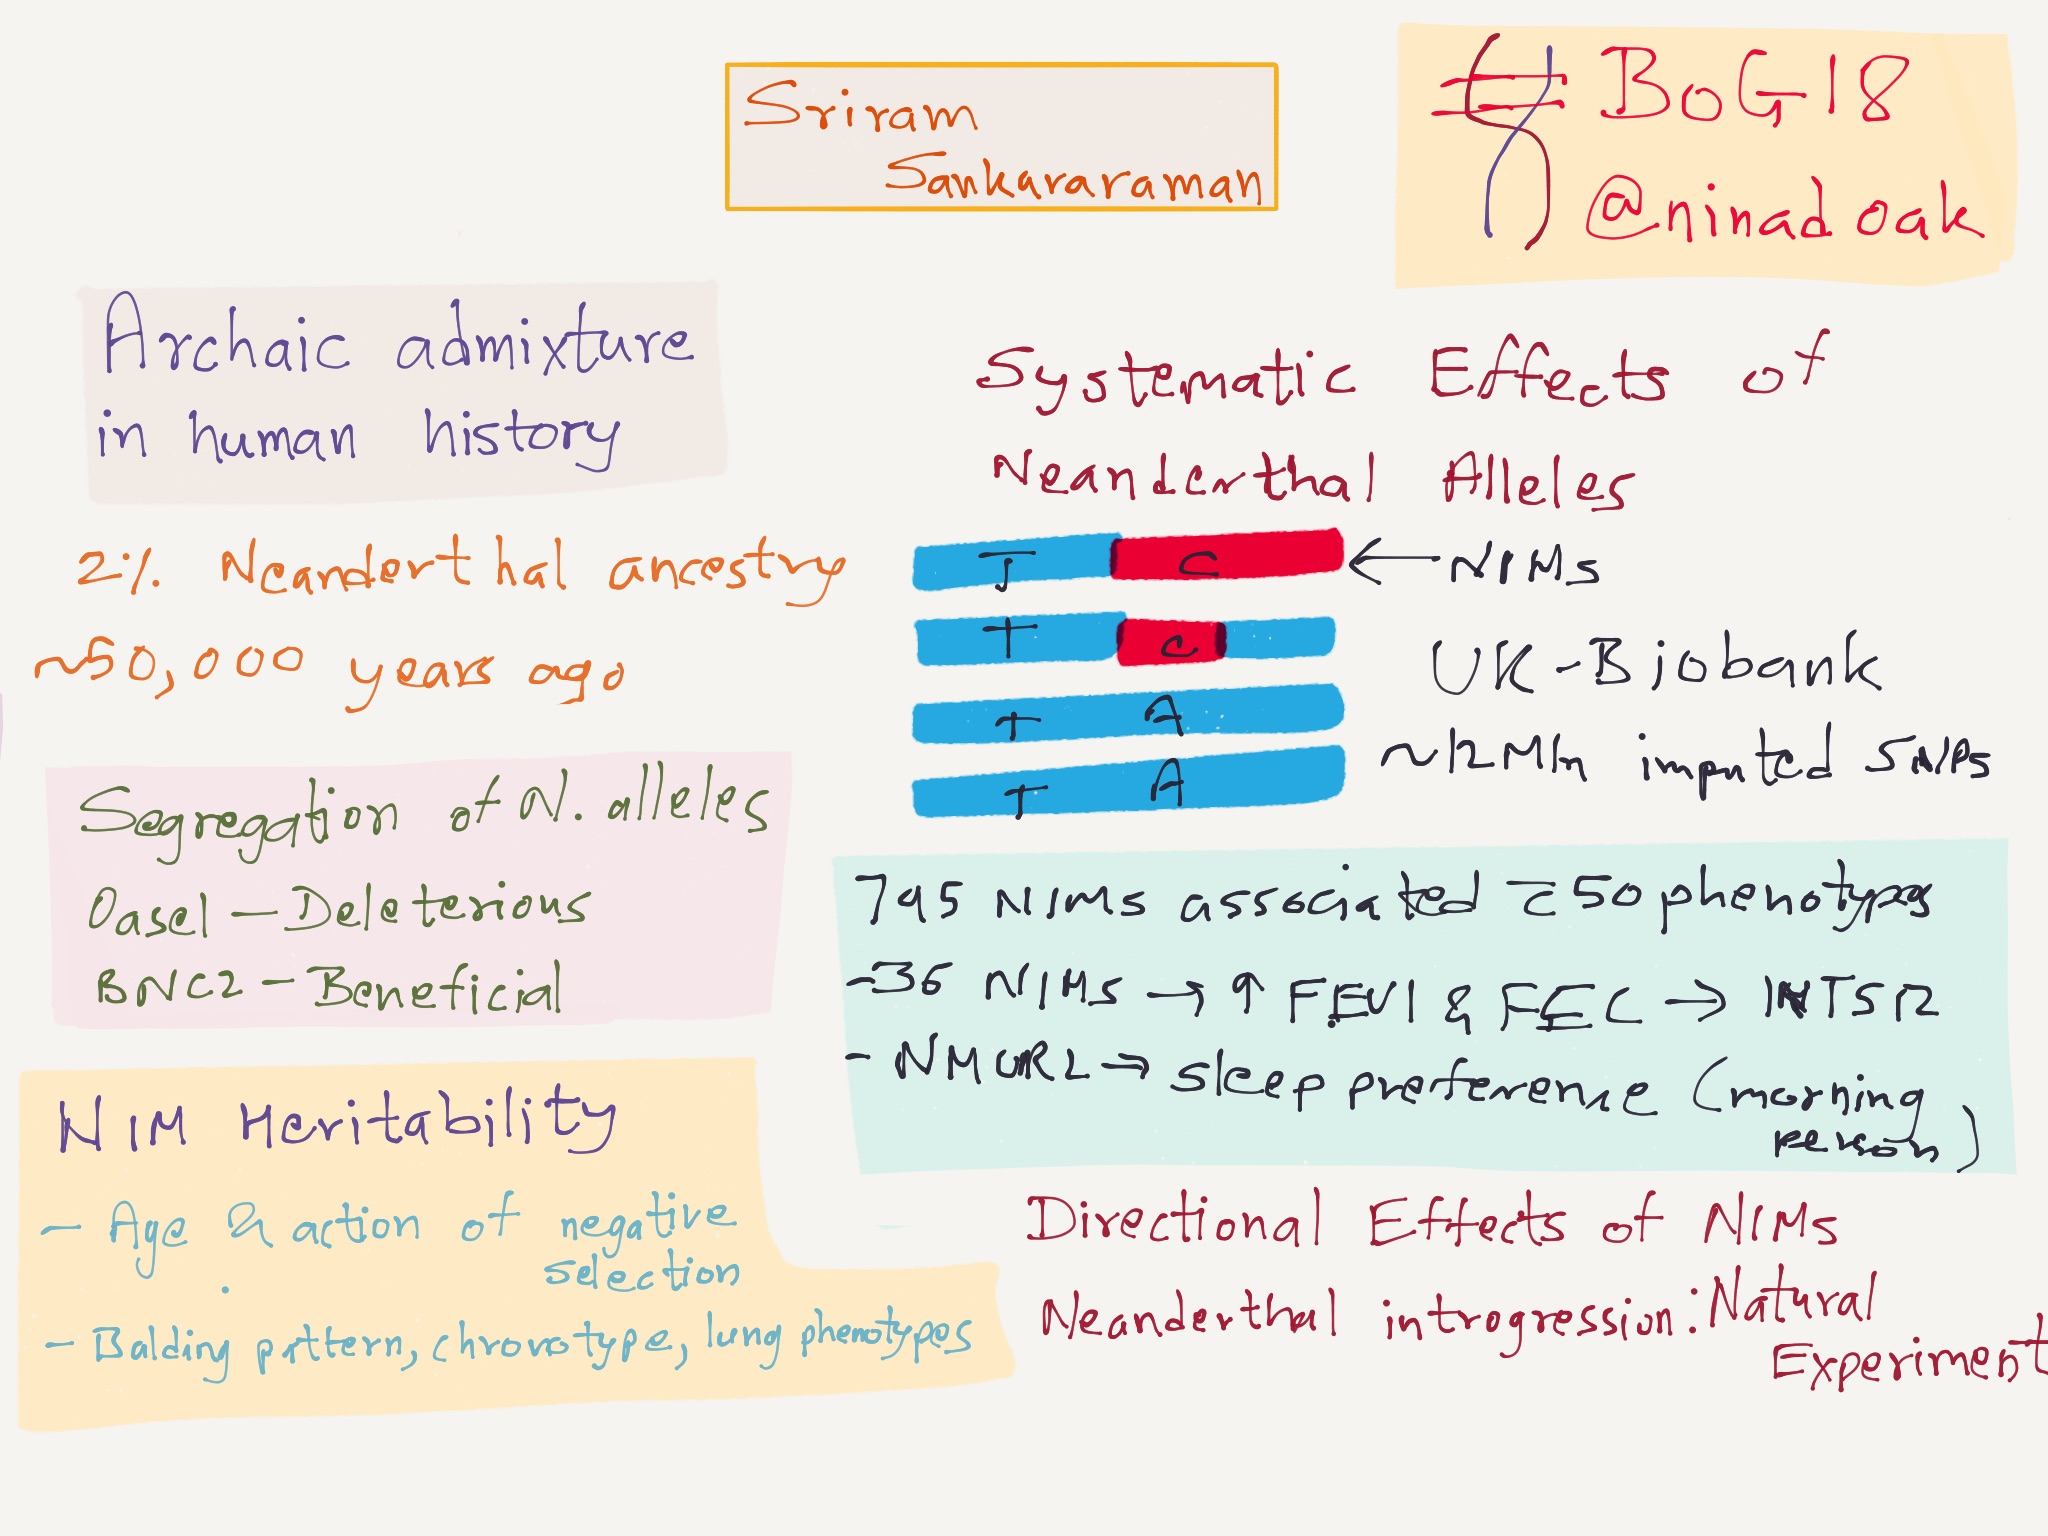 Sriram
Sankararaman
# BoG18
@ninadoak
Archaic admixture
in human history
2% Neanderthal ancestry
~50,000 years ago
Segregation of N. alleles
Oasel - Deleterious
BNC2 - Beneficial
NIM Heritability
- Age & action of negative
selection
- Balding pattern, chronotype, lung phenotypes
Systematic Effects of
Neanderthal Alleles
T C ← NIMs
T C
T A
T A
UK-Biobank
~12Mln imputed SNPs
795 NIMs associated 50 phenotypes
-36 NIMs → ↑ FEV1 & FEC →
- NMUR2 → sleep preference (morning
person)
Directional Effects of NIMs
Neanderthal introgression: Natural
Experiment